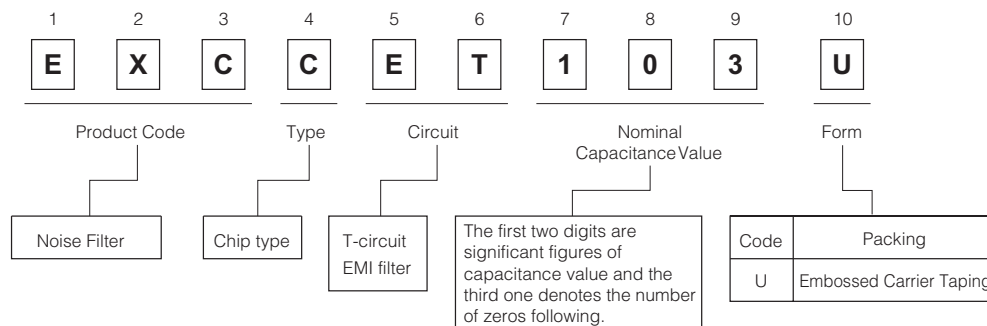 1 2 3 4 5 6 7 8 9 10
E X C C E T 1 0 3 U
Product Code Type Circuit Nominal Capacitance Value Form
Noise Filter
Chip type
T-circuit
EMI filter
The first two digits are
significant figures of
capacitance value and the
third one denotes the number
of zeros following.
Code Packing
U Embossed Carrier Taping